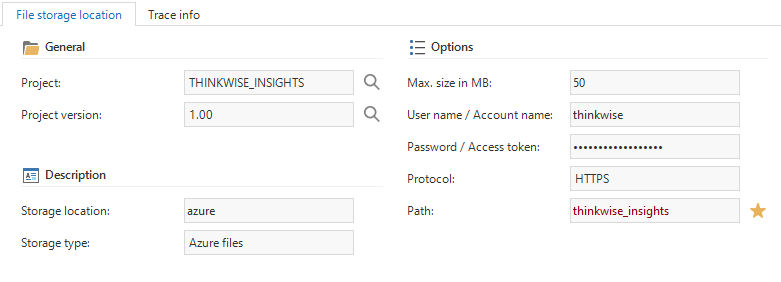 File storage location
Trace info
General
Project: THINKWISE_INSIGHTS
Project version: 1.00
Description
Storage location: azure
Storage type: Azure files
Options
Max. size in MB: 50
User name / Account name: thinkwise
Password / Access token: ••••••••••••••••••
Protocol: HTTPS
Path: thinkwise_insights